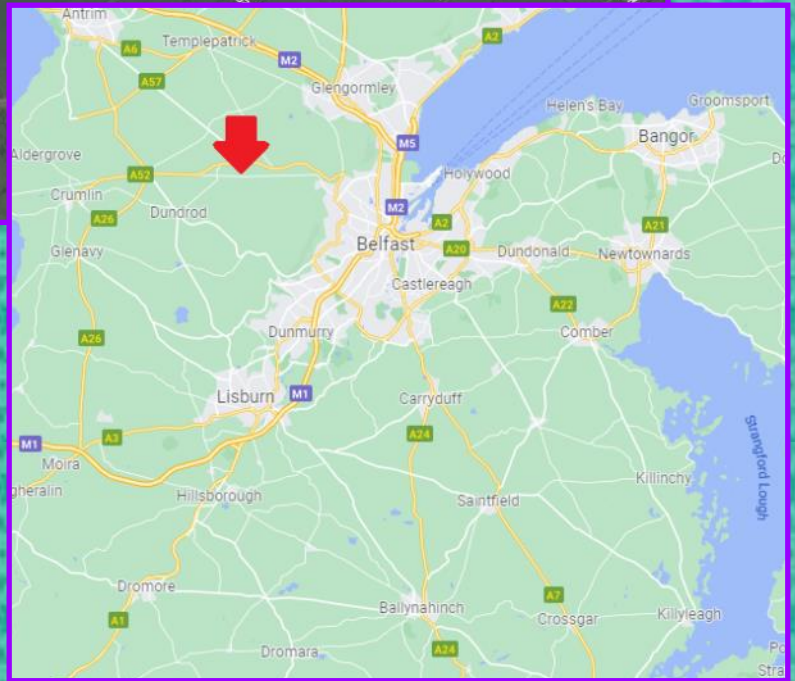 Antrim
Templepatrick
A2
A6
M2
A57
Glengormley
Helen's Bay
Groomsport
M5
Bangor
Aldergrove
A52
Holywood
Crumlin
M2
Dundrod
A26
A2
A21
Belfast
A20
Glenavy
Dundonald
Newtownards
Castlereagh
A22
A26
Dunmurry
Comber
Lisburn
M1
Carryduff
A3
A24
M1
Strangford Lough
Moira
gheralin
Hillsborough
Killinchy
Saintfield
Dromore
A7
A1
Ballynahinch
Crossgar
Killyleagh
Dromara
A24